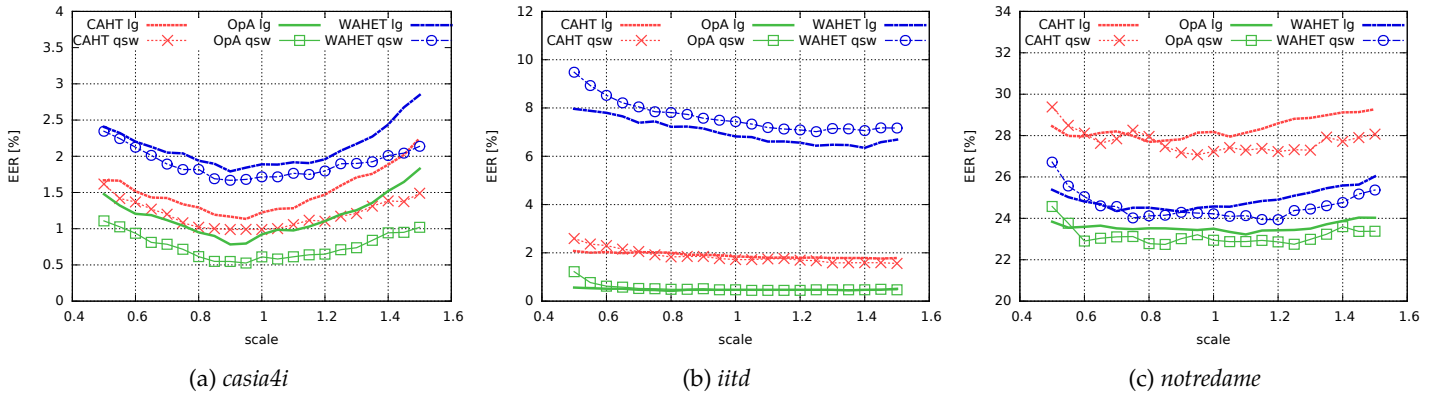 4
3.5
3
2.5
2
1.5
1
0.5
0
EER [%]
CAHT lg
CAHT qsw
OpA lg
OpA qsw
WAHET lg
WAHET qsw
0.4 0.6 0.8 1 1.2 1.4 1.6
scale
(a) casia4i
12
10
8
6
4
2
0
EER [%]
CAHT lg
CAHT qsw
OpA lg
OpA qsw
WAHET lg
WAHET qsw
0.4 0.6 0.8 1 1.2 1.4 1.6
scale
(b) iitd
34
32
30
28
26
24
22
20
EER [%]
CAHT lg
CAHT qsw
OpA lg
OpA qsw
WAHET lg
WAHET qsw
0.4 0.6 0.8 1 1.2 1.4 1.6
scale
(c) notredame